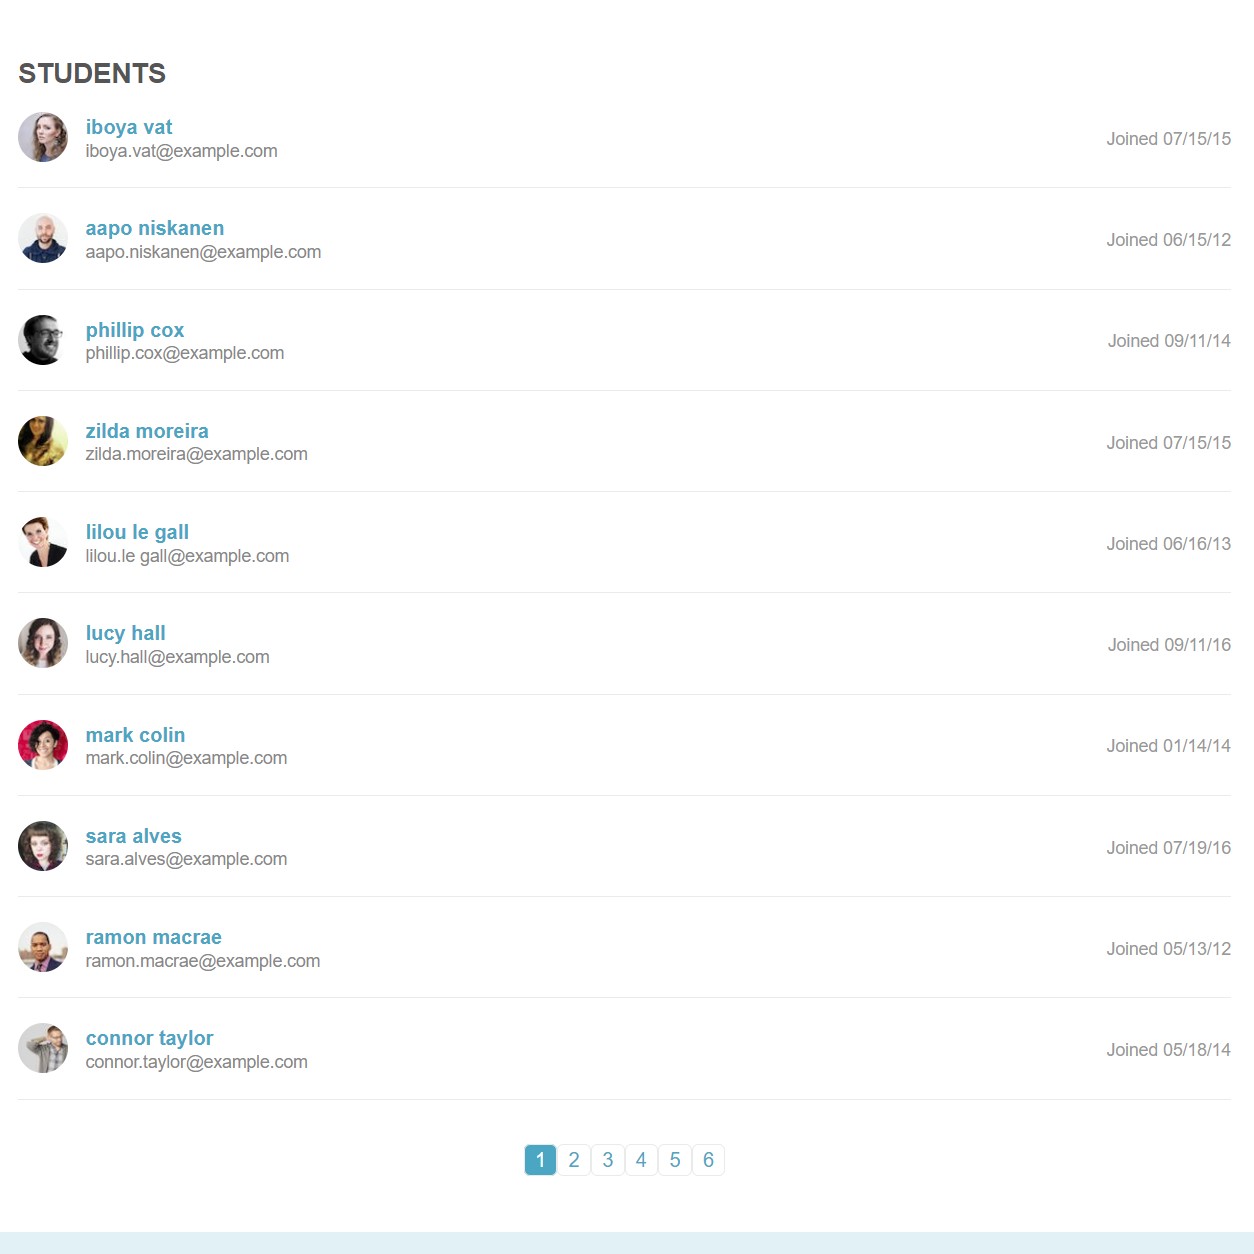 STUDENTS
iboya vat
iboya.vat@example.com
Joined 07/15/15
aapo niskanen
aapo.niskanen@example.com
Joined 06/15/12
phillip cox
phillip.cox@example.com
Joined 09/11/14
zilda moreira
zilda.moreira@example.com
Joined 07/15/15
lilou le gall
lilou.le gall@example.com
Joined 06/16/13
lucy hall
lucy.hall@example.com
Joined 09/11/16
mark colin
mark.colin@example.com
Joined 01/14/14
sara alves
sara.alves@example.com
Joined 07/19/16
ramon macrae
ramon.macrae@example.com
Joined 05/13/12
connor taylor
connor.taylor@example.com
Joined 05/18/14
1 2 3 4 5 6